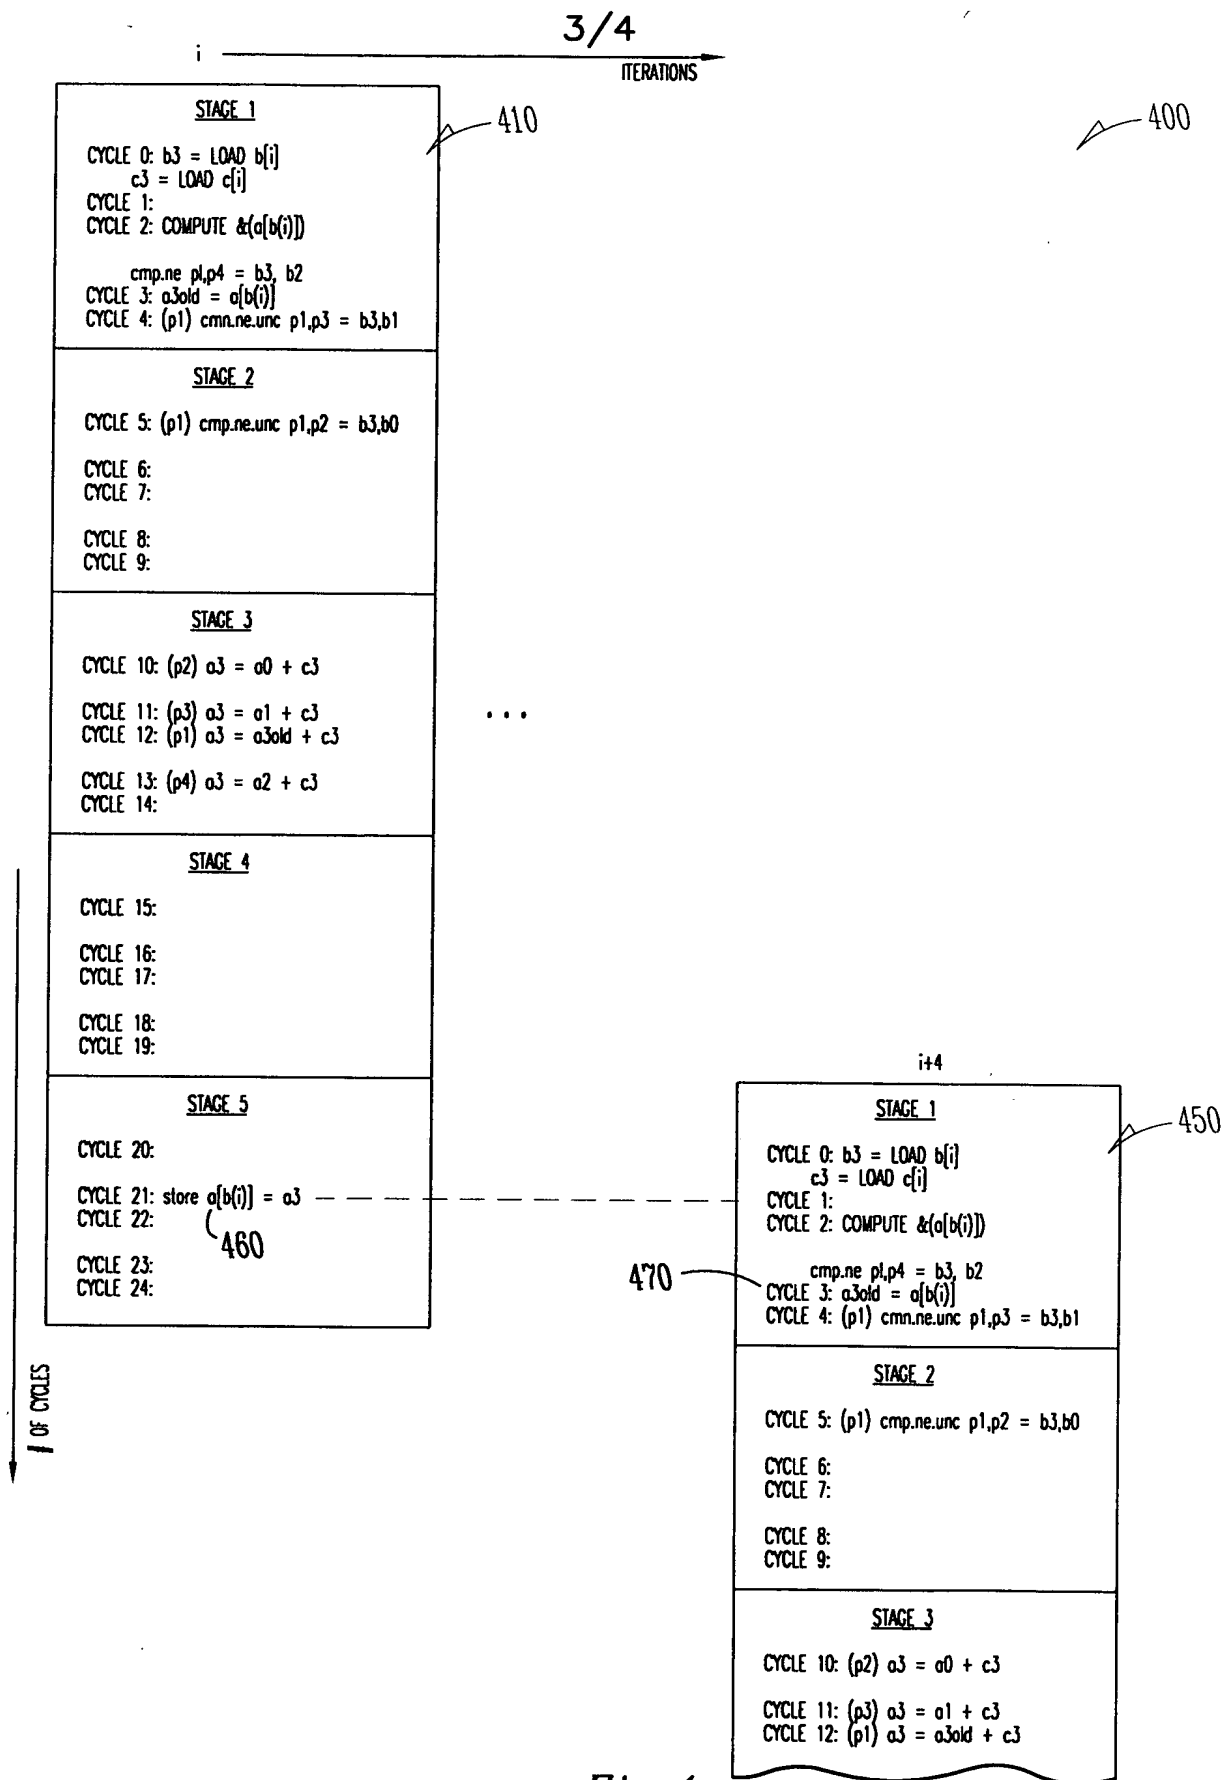 3/4
i
ITERATIONS
400
410
STAGE 1
CYCLE 0: b3 = LOAD b[i]
c3 = LOAD c[i]
CYCLE 1:
CYCLE 2: COMPUTE &(a[b(i)])
cmp.ne pl,p4 = b3, b2
CYCLE 3: a3old = a[b(i)]
CYCLE 4: (p1) cmn.ne.unc p1,p3 = b3,b1
STAGE 2
CYCLE 5: (p1) cmp.ne.unc p1,p2 = b3,b0
CYCLE 6:
CYCLE 7:
CYCLE 8:
CYCLE 9:
STAGE 3
CYCLE 10: (p2) a3 = a0 + c3
CYCLE 11: (p3) a3 = a1 + c3
CYCLE 12: (p1) a3 = a3old + c3
CYCLE 13: (p4) a3 = a2 + c3
CYCLE 14:
...
STAGE 4
CYCLE 15:
CYCLE 16:
CYCLE 17:
CYCLE 18:
CYCLE 19:
STAGE 5
CYCLE 20:
CYCLE 21: store a[b(i)] = a3
CYCLE 22:
460
CYCLE 23:
CYCLE 24:
OF CYCLES
i+4
450
STAGE 1
CYCLE 0: b3 = LOAD b[i]
c3 = LOAD c[i]
CYCLE 1:
CYCLE 2: COMPUTE &(a[b(i)])
cmp.ne pl,p4 = b3, b2
470
CYCLE 3: a3old = a[b(i)]
CYCLE 4: (p1) cmn.ne.unc p1,p3 = b3,b1
STAGE 2
CYCLE 5: (p1) cmp.ne.unc p1,p2 = b3,b0
CYCLE 6:
CYCLE 7:
CYCLE 8:
CYCLE 9:
STAGE 3
CYCLE 10: (p2) a3 = a0 + c3
CYCLE 11: (p3) a3 = a1 + c3
CYCLE 12: (p1) a3 = a3old + c3